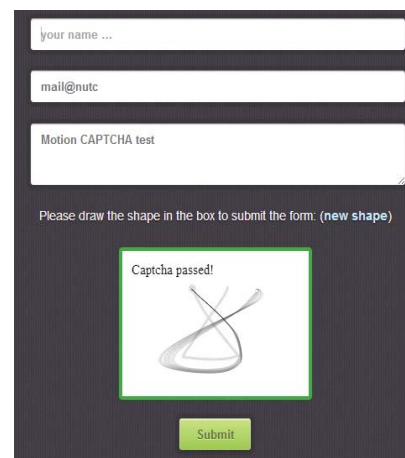 your name ...
mail@nutc
Motion CAPTCHA test
Please draw the shape in the box to submit the form: (new shape)
Captcha passed!
Submit